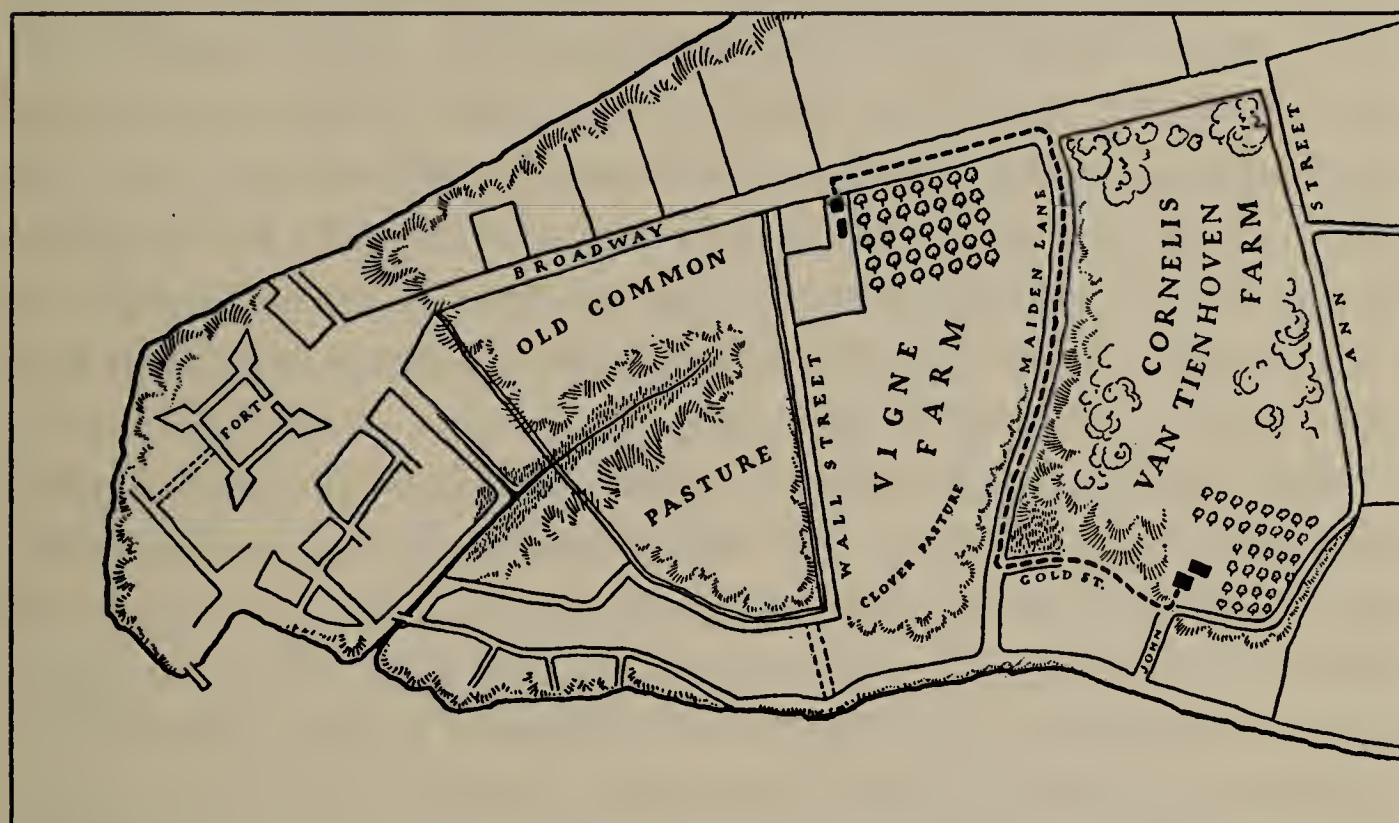 STREET
BROADWAY
OLD COMMON
PASTURE
FORT
WALL STREET
VIGNE
FARM
CLOVER PASTURE
MAIDEN LANE
CORNELIS
VAN TIENHOVEN
FARM
ANN
GOLD ST.
JOHN